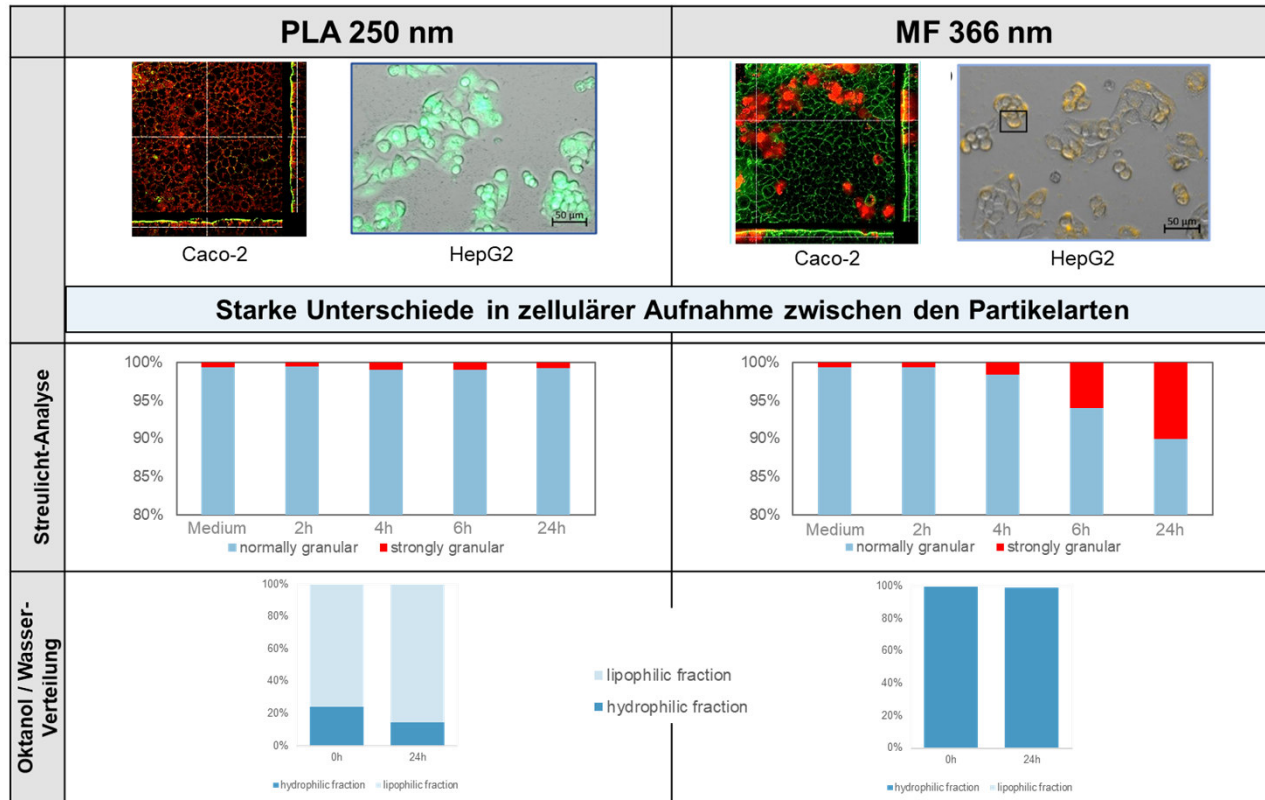 PLA 250 nm
MF 366 nm
50 µm
50 µm
Caco-2
HepG2
Caco-2
HepG2
Starke Unterschiede in zellulärer Aufnahme zwischen den Partikelarten
Streulicht-Analyse
100%
95%
90%
85%
80%
Medium
2h
4h
6h
24h
normally granular
strongly granular
100%
95%
90%
85%
80%
Medium
2h
4h
6h
24h
normally granular
strongly granular
Oktanol / Wasser-
Verteilung
100%
80%
60%
40%
20%
0%
0h
24h
hydrophilic fraction
lipophilic fraction
lipophilic fraction
hydrophilic fraction
100%
80%
60%
40%
20%
0%
0h
24h
hydrophilic fraction
lipophilic fraction